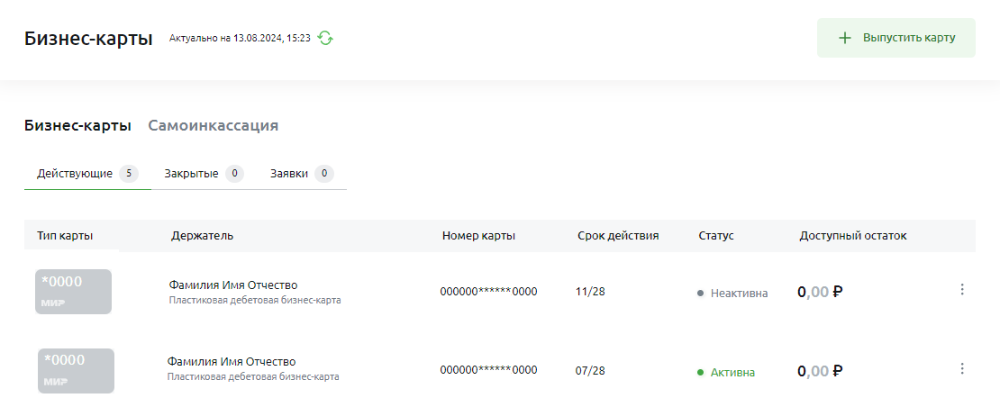 Бизнес-карты Актуально на 13.08.2024, 15:23 Выпустить карту
Бизнес-карты Самоинкассация
Действующие 5 Закрытые 0 Заявки 0
Тип карты Держатель Номер карты Срок действия Статус Доступный остаток
*0000
МИР
Фамилия Имя Отчество
Пластиковая дебетовая бизнес-карта
000000******0000 11/28 Неактивна 0,00 ₽
*0000
МИР
Фамилия Имя Отчество
Пластиковая дебетовая бизнес-карта
000000******0000 07/28 Активна 0,00 ₽